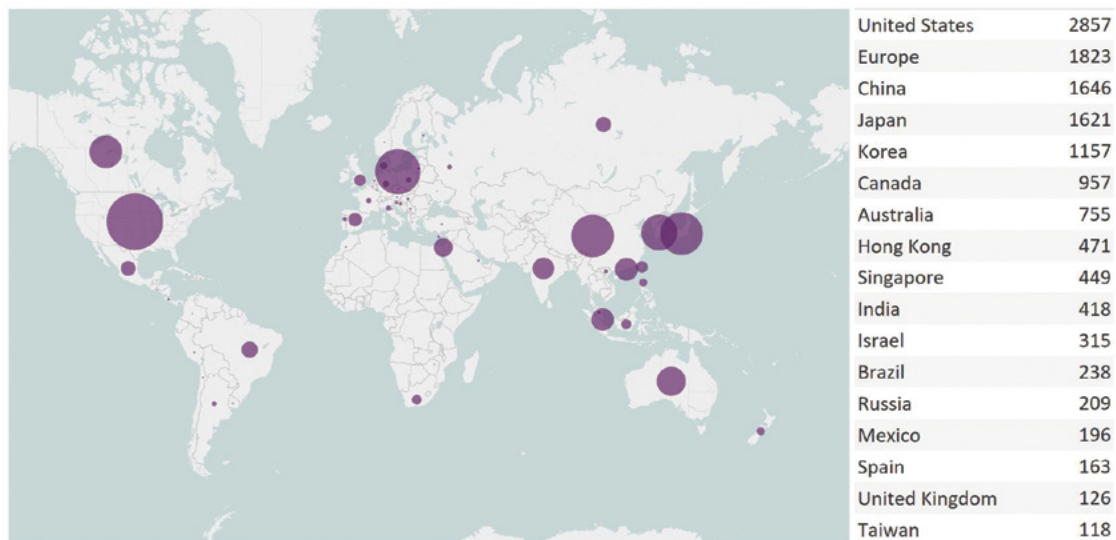 United States 2857
Europe 1823
China 1646
Japan 1621
Korea 1157
Canada 957
Australia 755
Hong Kong 471
Singapore 449
India 418
Israel 315
Brazil 238
Russia 209
Mexico 196
Spain 163
United Kingdom 126
Taiwan 118